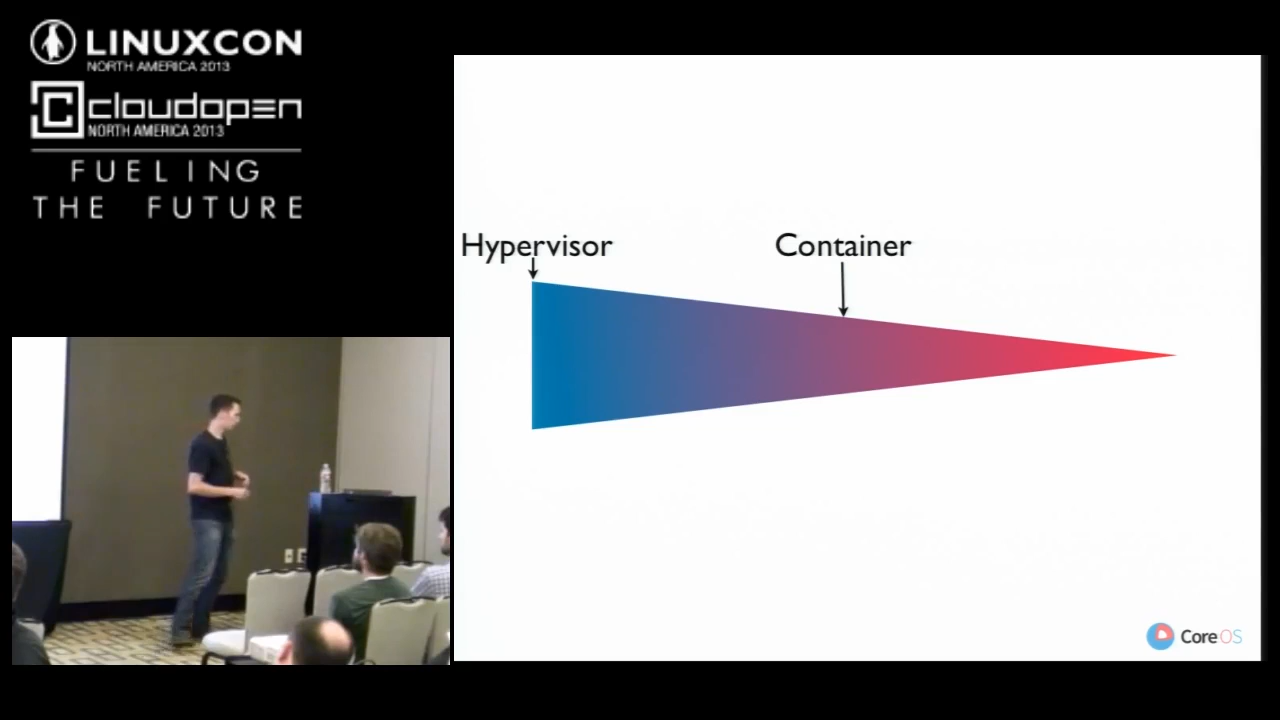 LINUXCON
NORTH AMERICA 2013
cloudopen
NORTH AMERICA 2013
FUELING
THE FUTURE
Hypervisor
Container
CoreOS